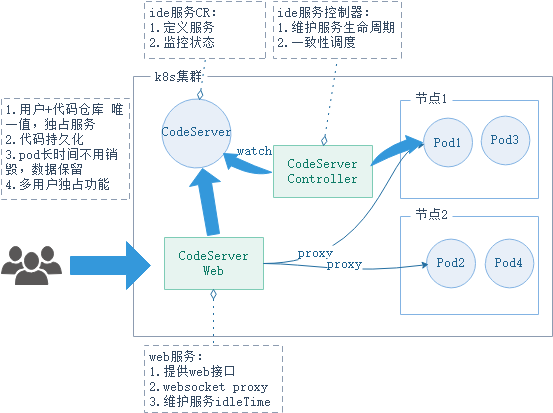 ide服务CR:
1.定义服务
2.监控状态
ide服务控制器:
1.维护服务生命周期
2.一致性调度
k8s集群
1.用户+代码仓库 唯
一值，独占服务
2.代码持久化
3.pod长时间不用销
毁，数据保留
4.多用户独占功能
CodeServer
watch
CodeServer
Controller
节点1
Pod1
Pod3
节点2
Pod2
Pod4
CodeServer
Web
proxy
proxy
web服务:
1.提供web接口
2.websocket proxy
3.维护服务idleTime